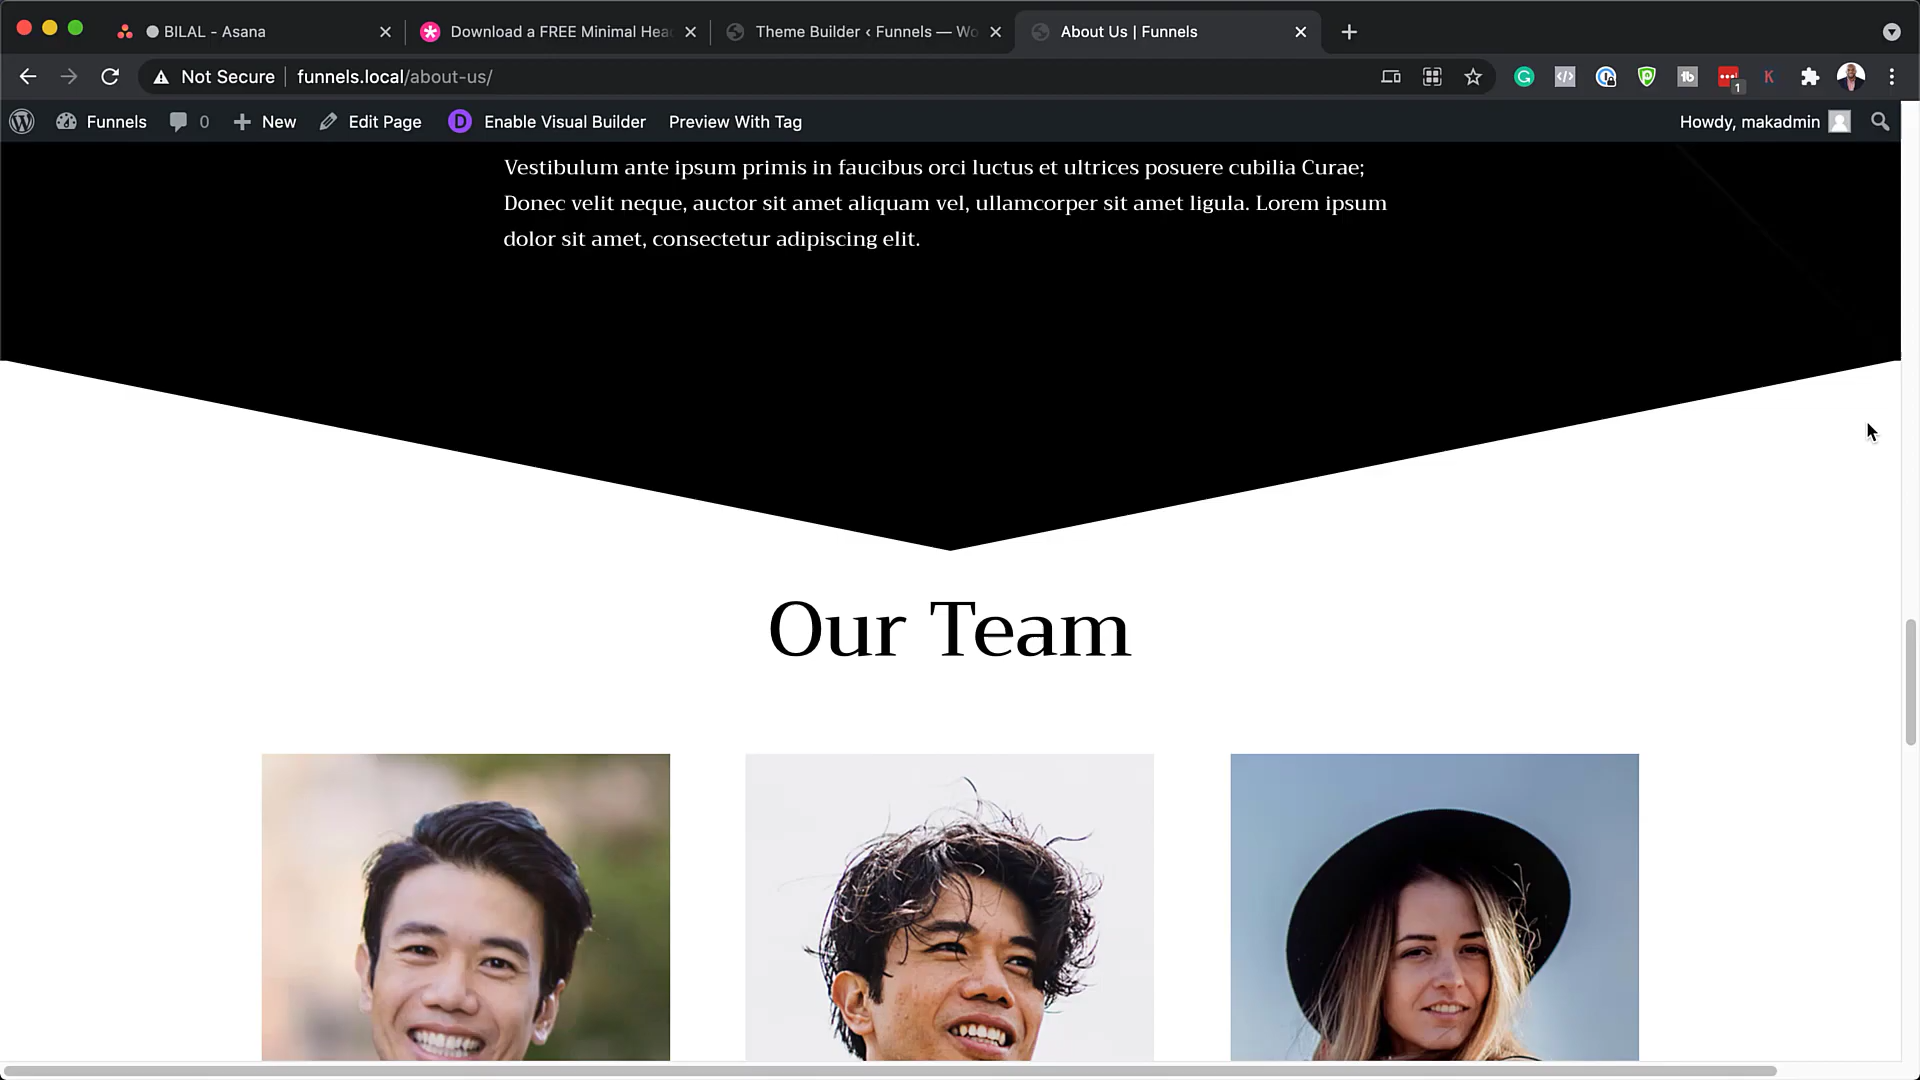 BILAL - Asana
Download a FREE Minimal Hea
Theme Builder ‹ Funnels — Wo
About Us | Funnels
Not Secure
funnels.local/about-us/
1
Funnels
0
New
Edit Page
D
Enable Visual Builder
Preview With Tag
Howdy, makadmin
Vestibulum ante ipsum primis in faucibus orci luctus et ultrices posuere cubilia Curae;
Donec velit neque, auctor sit amet aliquam vel, ullamcorper sit amet ligula. Lorem ipsum
dolor sit amet, consectetur adipiscing elit.
Our Team